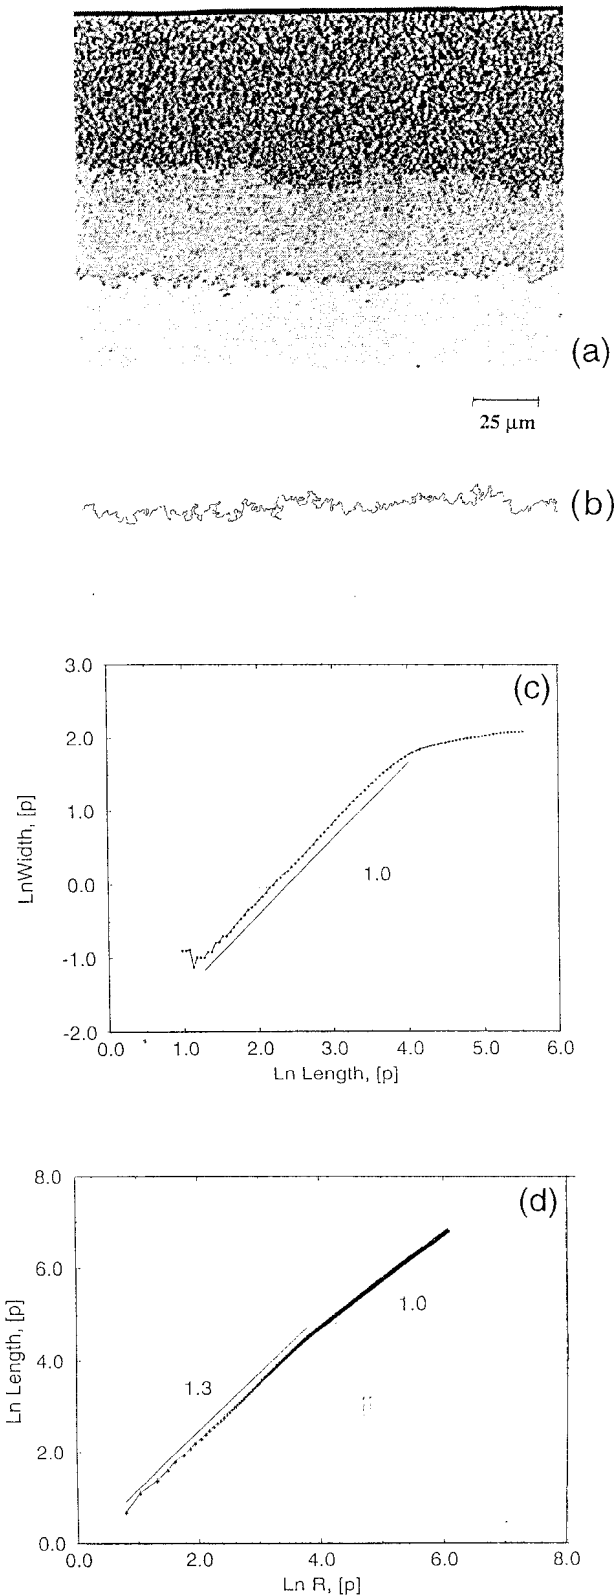 (a)
25 μm
(b)
(c)
3.0
2.0
1.0
0.0
-1.0
-2.0
LnWidth, [p]
1.0
0.0 1.0 2.0 3.0 4.0 5.0 6.0
Ln Length, [p]
(d)
8.0
6.0
4.0
2.0
0.0
Ln Length, [p]
1.3
1.0
0.0 2.0 4.0 6.0 8.0
Ln R, [p]